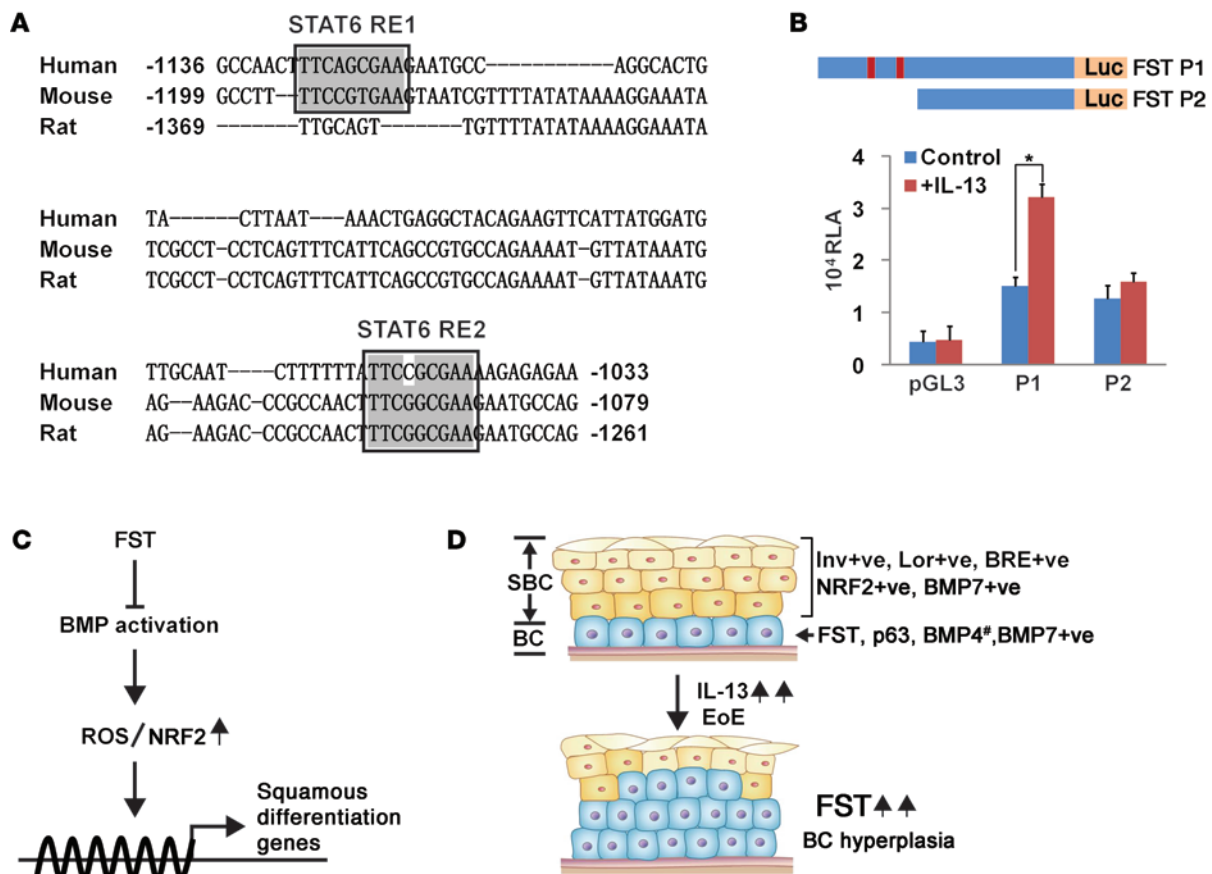 A
STAT6 RE1
Human -1136 GCCAACTTTCAGCGAAGAATGCC-----------AGGCACTG
Mouse -1199 GCCTT--TTCCGTGAAGTAATCGTTTTATATAAAAGGAAATA
Rat -1369 -------TTGCAGT-------TGTTTTATATAAAAGGAAATA
Human TA------CTTAAT---AAACTGAGGCTACAGAAGTTCATTATGGATG
Mouse TCGCCT-CCTCAGTTTCATTCAGCCGTGCCAGAAAAT-GTTATAAATG
Rat TCGCCT-CCTCAGTTTCATTCAGCCGTGCCAGAAAAT-GTTATAAATG
STAT6 RE2
Human TTGCAAT----CTTTTTTATTCCGCGAAAAGAGAGAA -1033
Mouse AG--AAGAC-CCGCCAACTTTCGGCGAAGAATGCCAG -1079
Rat AG--AAGAC-CCGCCAACTTTCGGCGAAGAATGCCAG -1261
B
Luc FST P1
Luc FST P2
Control
+IL-13
*
10⁴ RLA
4
3
2
1
0
pGL3 P1 P2
C
FST
BMP activation
ROS/NRF2
Squamous
differentiation
genes
D
SBC
BC
Inv+ve, Lor+ve, BRE+ve
NRF2+ve, BMP7+ve
FST, p63, BMP4#,BMP7+ve
IL-13
EoE
FST
BC hyperplasia